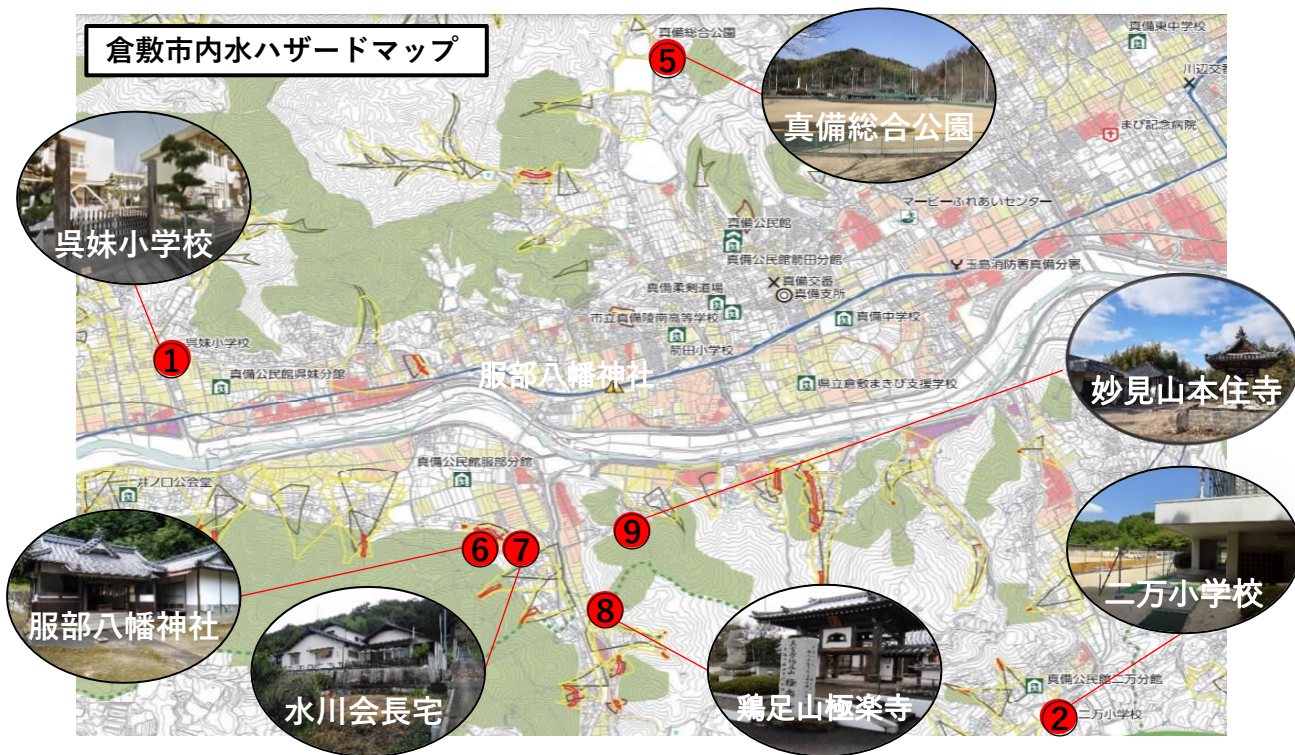 倉敷市内水ハザードマップ
真備総合公園
⑤
真備総合公園
真備東中学校
川辺交番
まび記念病院
呉妹小学校
マービーふれあいセンター
真備公民館
真備公民館箭田分館
玉島消防署真備分署
真備交番
真備支所
真備柔剣道場
市立真備陵南高等学校
真備中学校
箭田小学校
①
呉妹小学校
真備公民館呉妹分館
服部八幡神社
県立倉敷まきび支援学校
妙見山本住寺
真備公民館服部分館
井ノ口公会堂
⑥
⑦
⑨
⑧
服部八幡神社
水川会長宅
鶏足山極楽寺
二万小学校
真備公民館二万分館
②
二万小学校